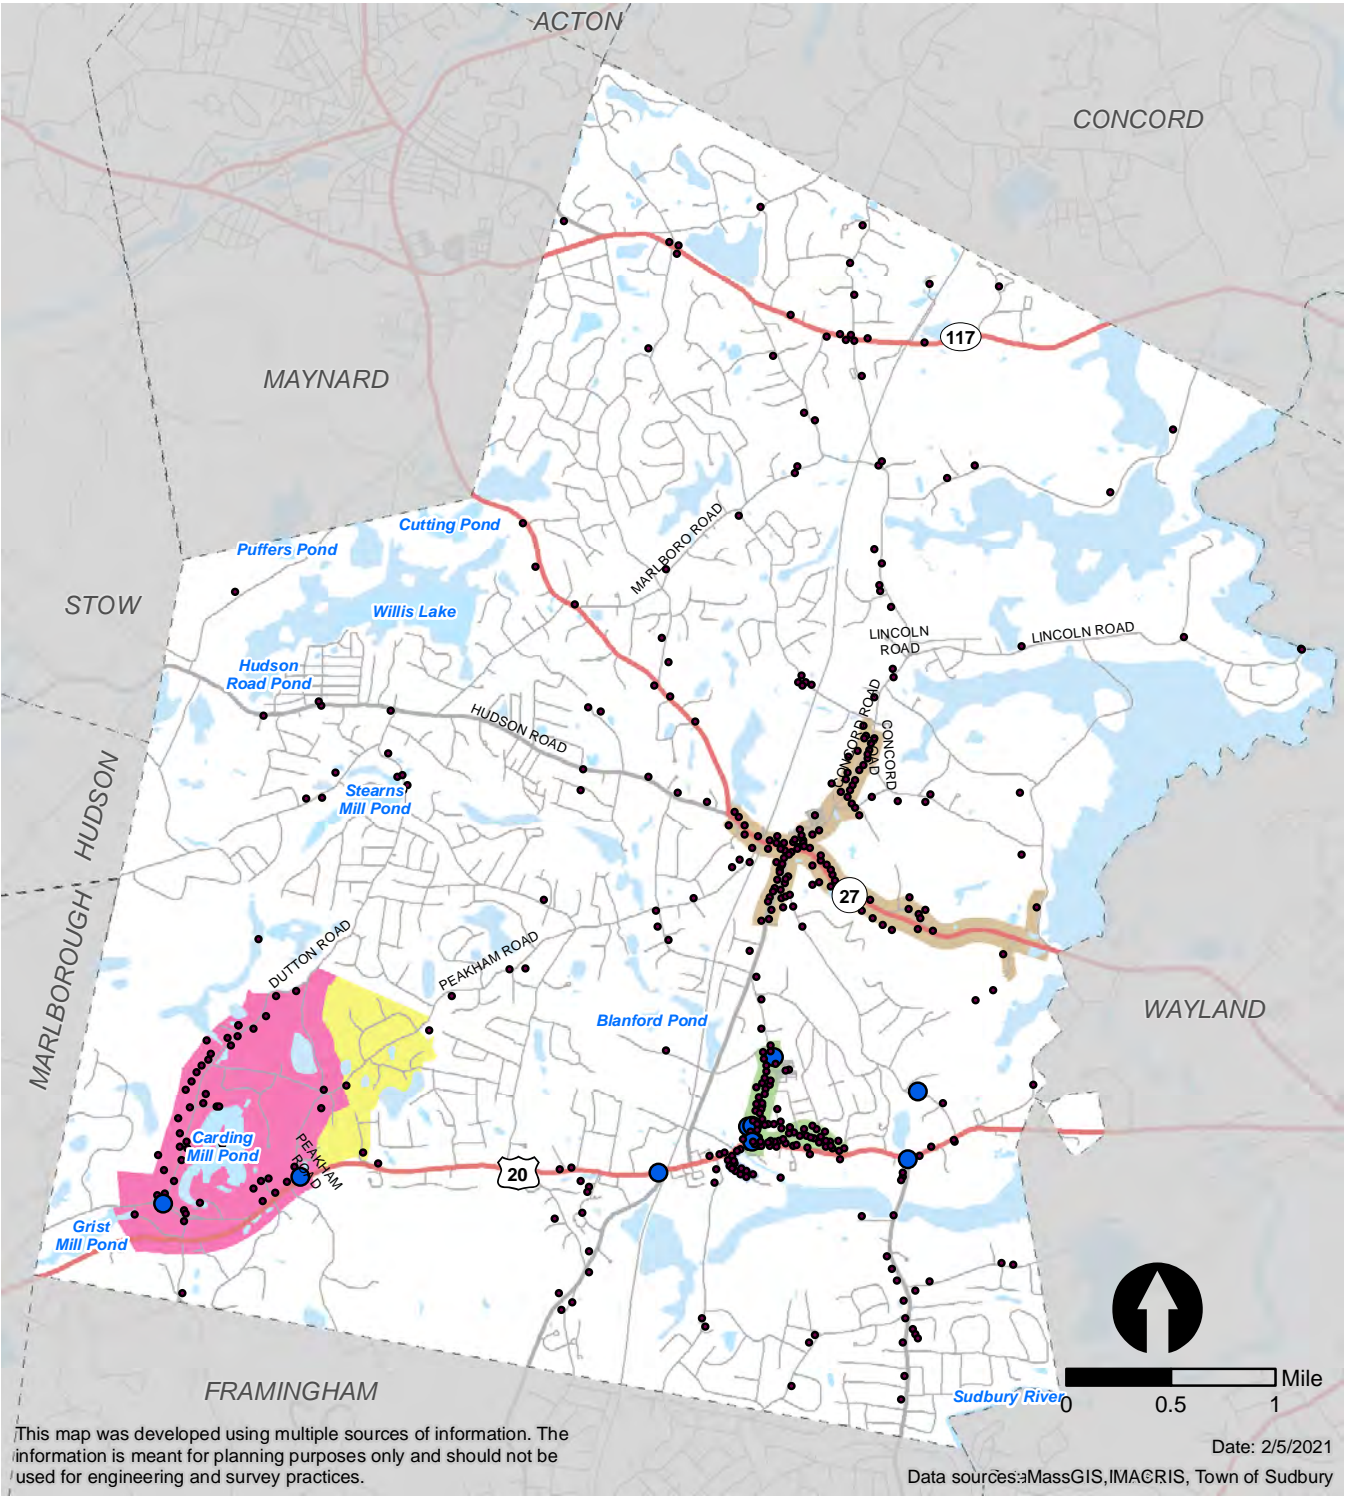 ACTON
CONCORD
117
MAYNARD
Cutting Pond
Puffers Pond
MARLBORO ROAD
STOW
Willis Lake
LINCOLN
ROAD
LINCOLN ROAD
Hudson
Road Pond
HUDSON ROAD
CONCORD ROAD
CONCORD
ROAD
HUDSON
Stearns
Mill Pond
27
MARLBOROUGH
DUTTON ROAD
PEAKHAM ROAD
WAYLAND
Blanford Pond
Carding
Mill Pond
PEAKHAM
ROAD
20
Grist
Mill Pond
FRAMINGHAM
Sudbury River
Mile
0 0.5 1
This map was developed using multiple sources of information. The
information is meant for planning purposes only and should not be
used for engineering and survey practices.
Date: 2/5/2021
Data sources: MassGIS, MACRIS, Town of Sudbury